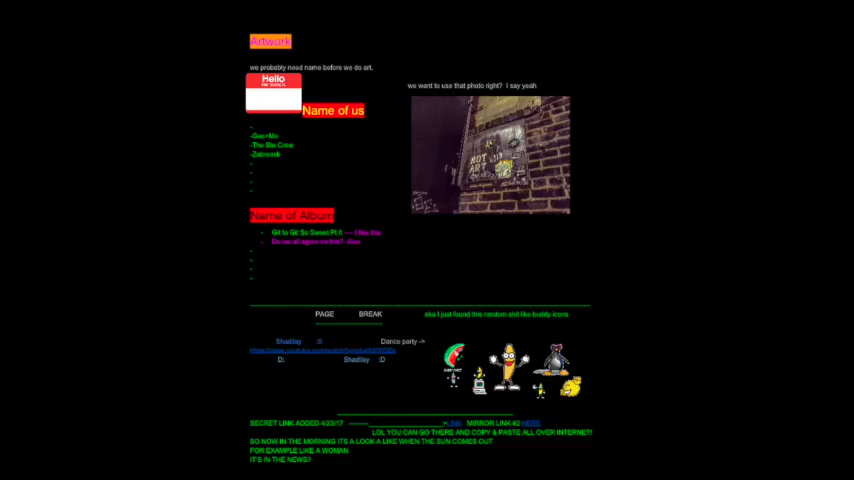 Artwork
we probably need name before we do art.
Hello
we want to use that photo right? I say yeah
Name of us
-
-Gee+Mo
-The Sto Crew
-
-
-
-
NOT
ART
Name of Album
- Git to Git So Sweet Pt.II ---- I like this
- Do we all agree on this? -Gee
-
-
-
-
PAGE BREAK
aka I just found this random shit like buddy icons.
Shadilay :D Dance party ->
D: Shadilay :D
SECRET LINK ADDED 4/23/17 >LINK MIRROR LINK #2 HERE
LOL YOU CAN GO THERE AND COPY & PASTE ALL OVER INTERNET!
SO NOW IN THE MORNING ITS A LOOK A LIKE WHEN THE SUN COMES OUT
FOR EXAMPLE LIKE A WOMAN
IT'S IN THE NEWS?